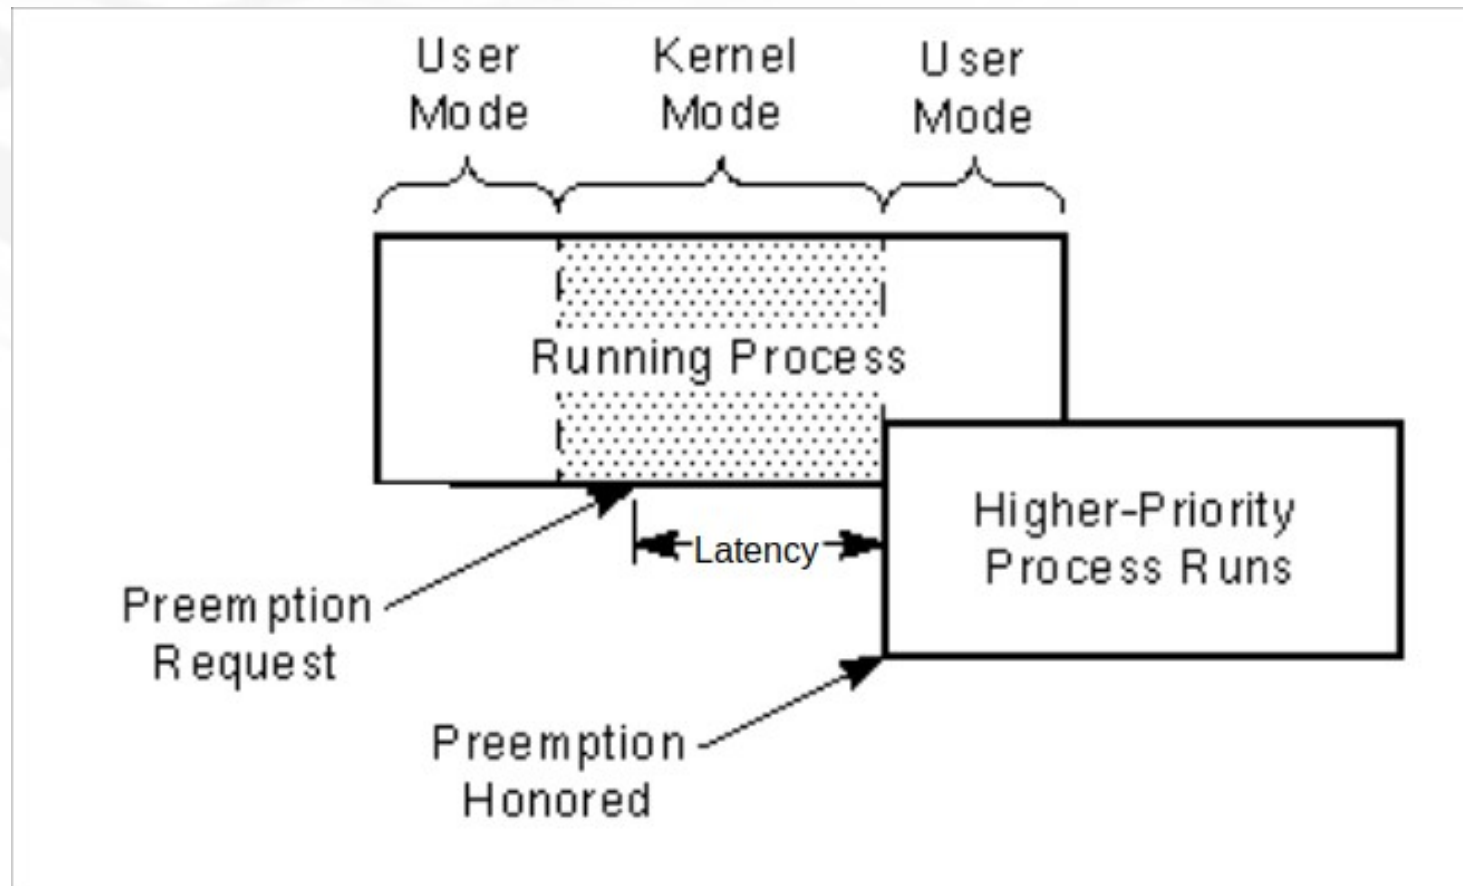 User
Mode
Kernel
Mode
User
Mode
Running Process
Higher-Priority
Process Runs
Latency
Preemption
Request
Preemption
Honored